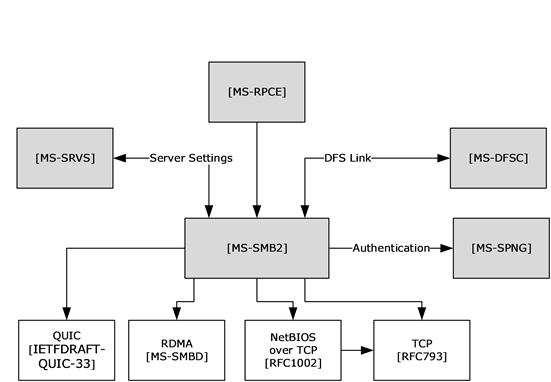 [MS-RPCE]
[MS-SRVS]
Server Settings
DFS Link
[MS-DFSC]
[MS-SMB2]
Authentication
[MS-SPNG]
QUIC
[IETFDRAFT-
QUIC-33]
RDMA
[MS-SMBD]
NetBIOS
over TCP
[RFC1002]
TCP
[RFC793]